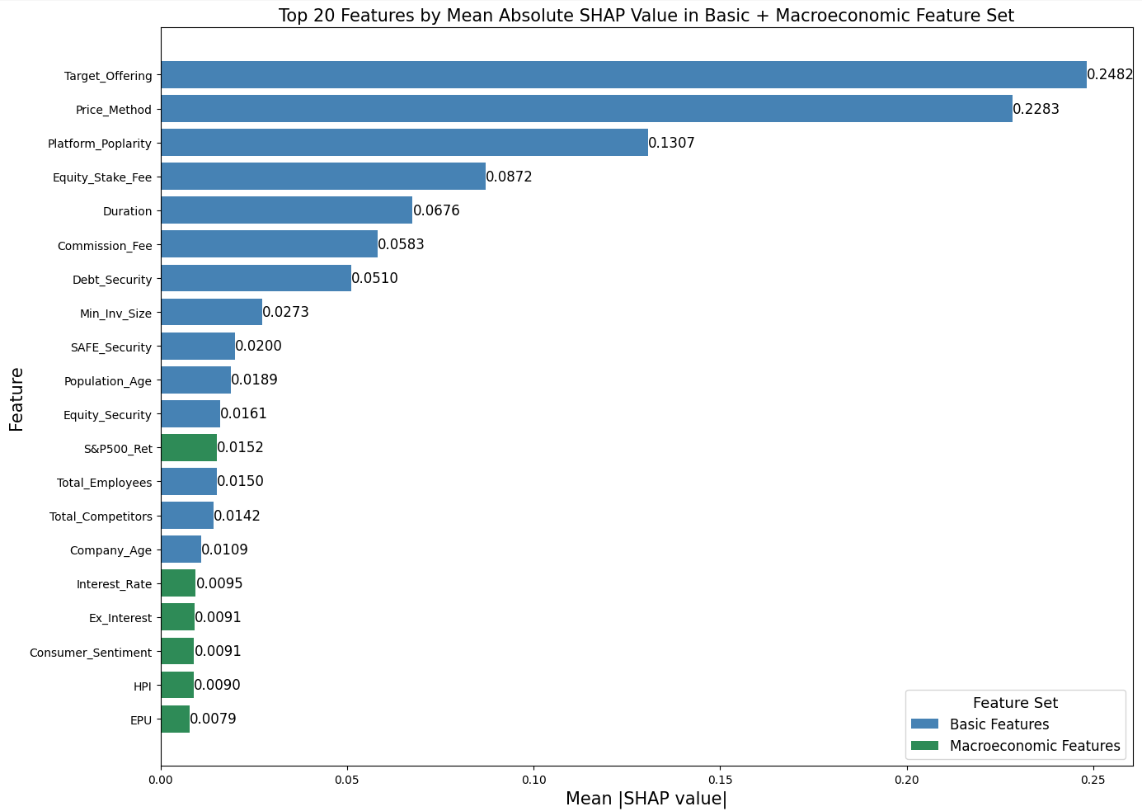 Top 20 Features by Mean Absolute SHAP Value in Basic + Macroeconomic Feature Set
Feature
Target_Offering 0.2482
Price_Method 0.2283
Platform_Poplarity 0.1307
Equity_Stake_Fee 0.0872
Duration 0.0676
Commission_Fee 0.0583
Debt_Security 0.0510
Min_Inv_Size 0.0273
SAFE_Security 0.0200
Population_Age 0.0189
Equity_Security 0.0161
S&P500_Ret 0.0152
Total_Employees 0.0150
Total_Competitors 0.0142
Company_Age 0.0109
Interest_Rate 0.0095
Ex_Interest 0.0091
Consumer_Sentiment 0.0091
HPI 0.0090
EPU 0.0079
Feature Set
Basic Features
Macroeconomic Features
0.00 0.05 0.10 0.15 0.20 0.25
Mean |SHAP value|